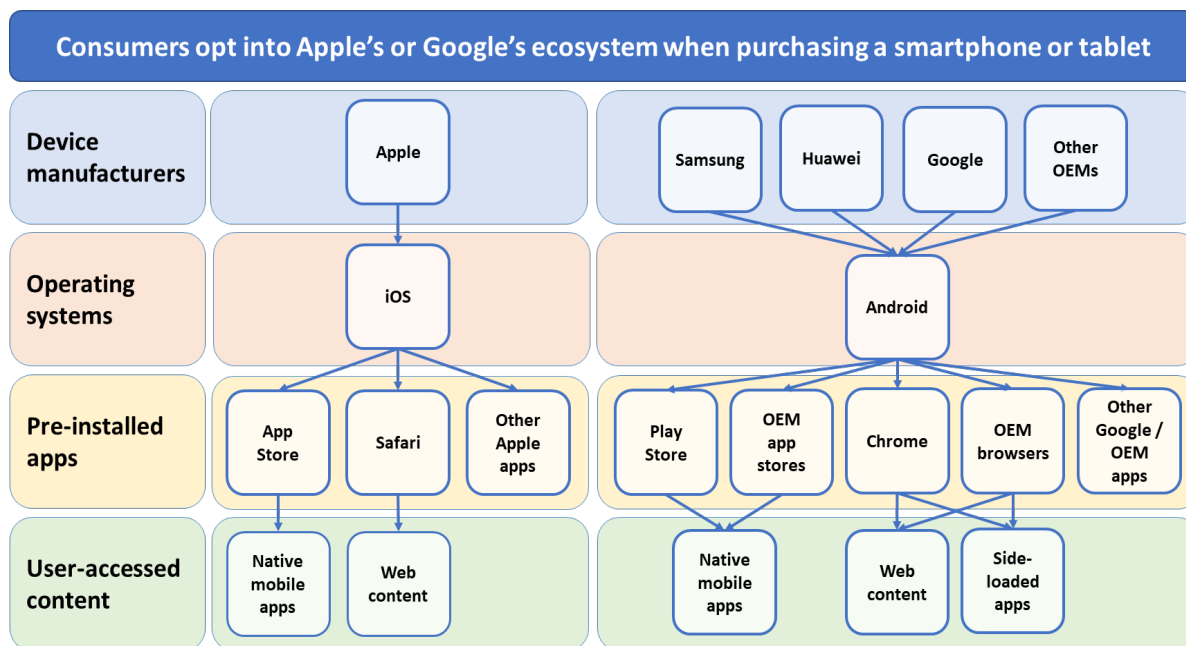 Consumers opt into Apple's or Google's ecosystem when purchasing a smartphone or tablet
Device
manufacturers
Apple
Samsung
Huawei
Google
Other
OEMs
Operating
systems
iOS
Android
Pre-installed
apps
App
Store
Safari
Other
Apple
apps
Play
Store
OEM
app
stores
Chrome
OEM
browsers
Other
Google /
OEM
apps
User-accessed
content
Native
mobile
apps
Web
content
Native
mobile
apps
Web
content
Side-
loaded
apps